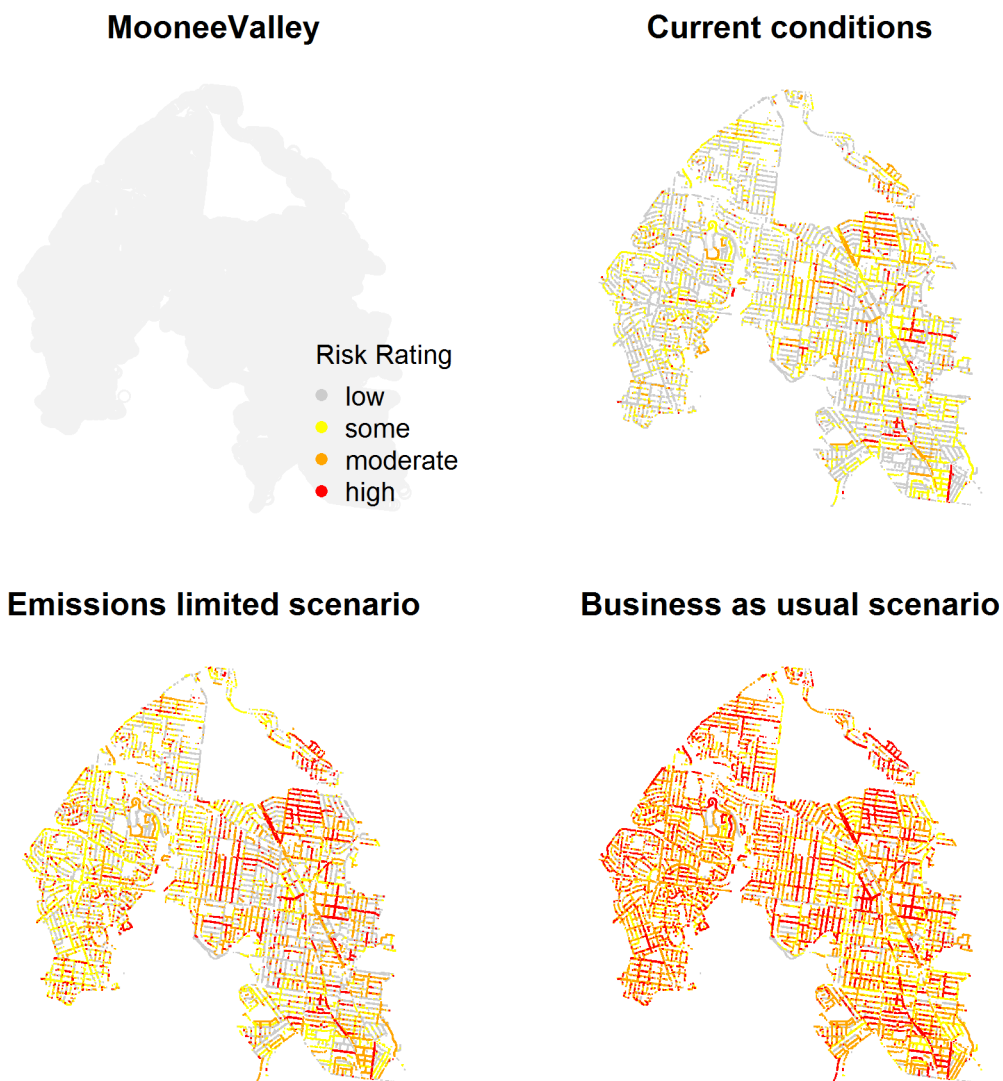 MooneeValley
Current conditions
Risk Rating
low
some
moderate
high
Emissions limited scenario
Business as usual scenario